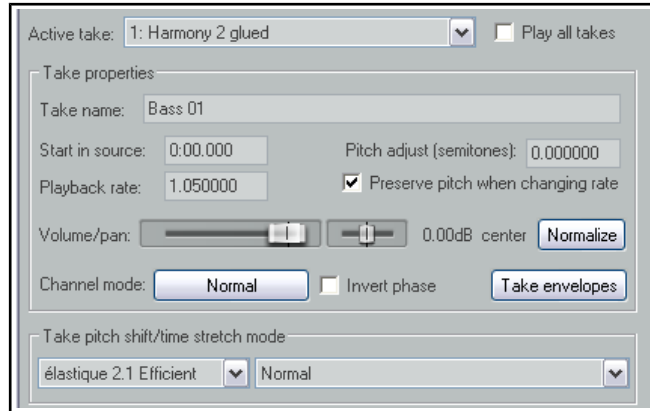 Active take: 1: Harmony 2 glued Play all takes
Take properties
Take name: Bass 01
Start in source: 0:00.000 Pitch adjust (semitones): 0.000000
Playback rate: 1.050000 Preserve pitch when changing rate
Volume/pan: 0.00dB center Normalize
Channel mode: Normal Invert phase Take envelopes
Take pitch shift/time stretch mode
élastique 2.1 Efficient Normal